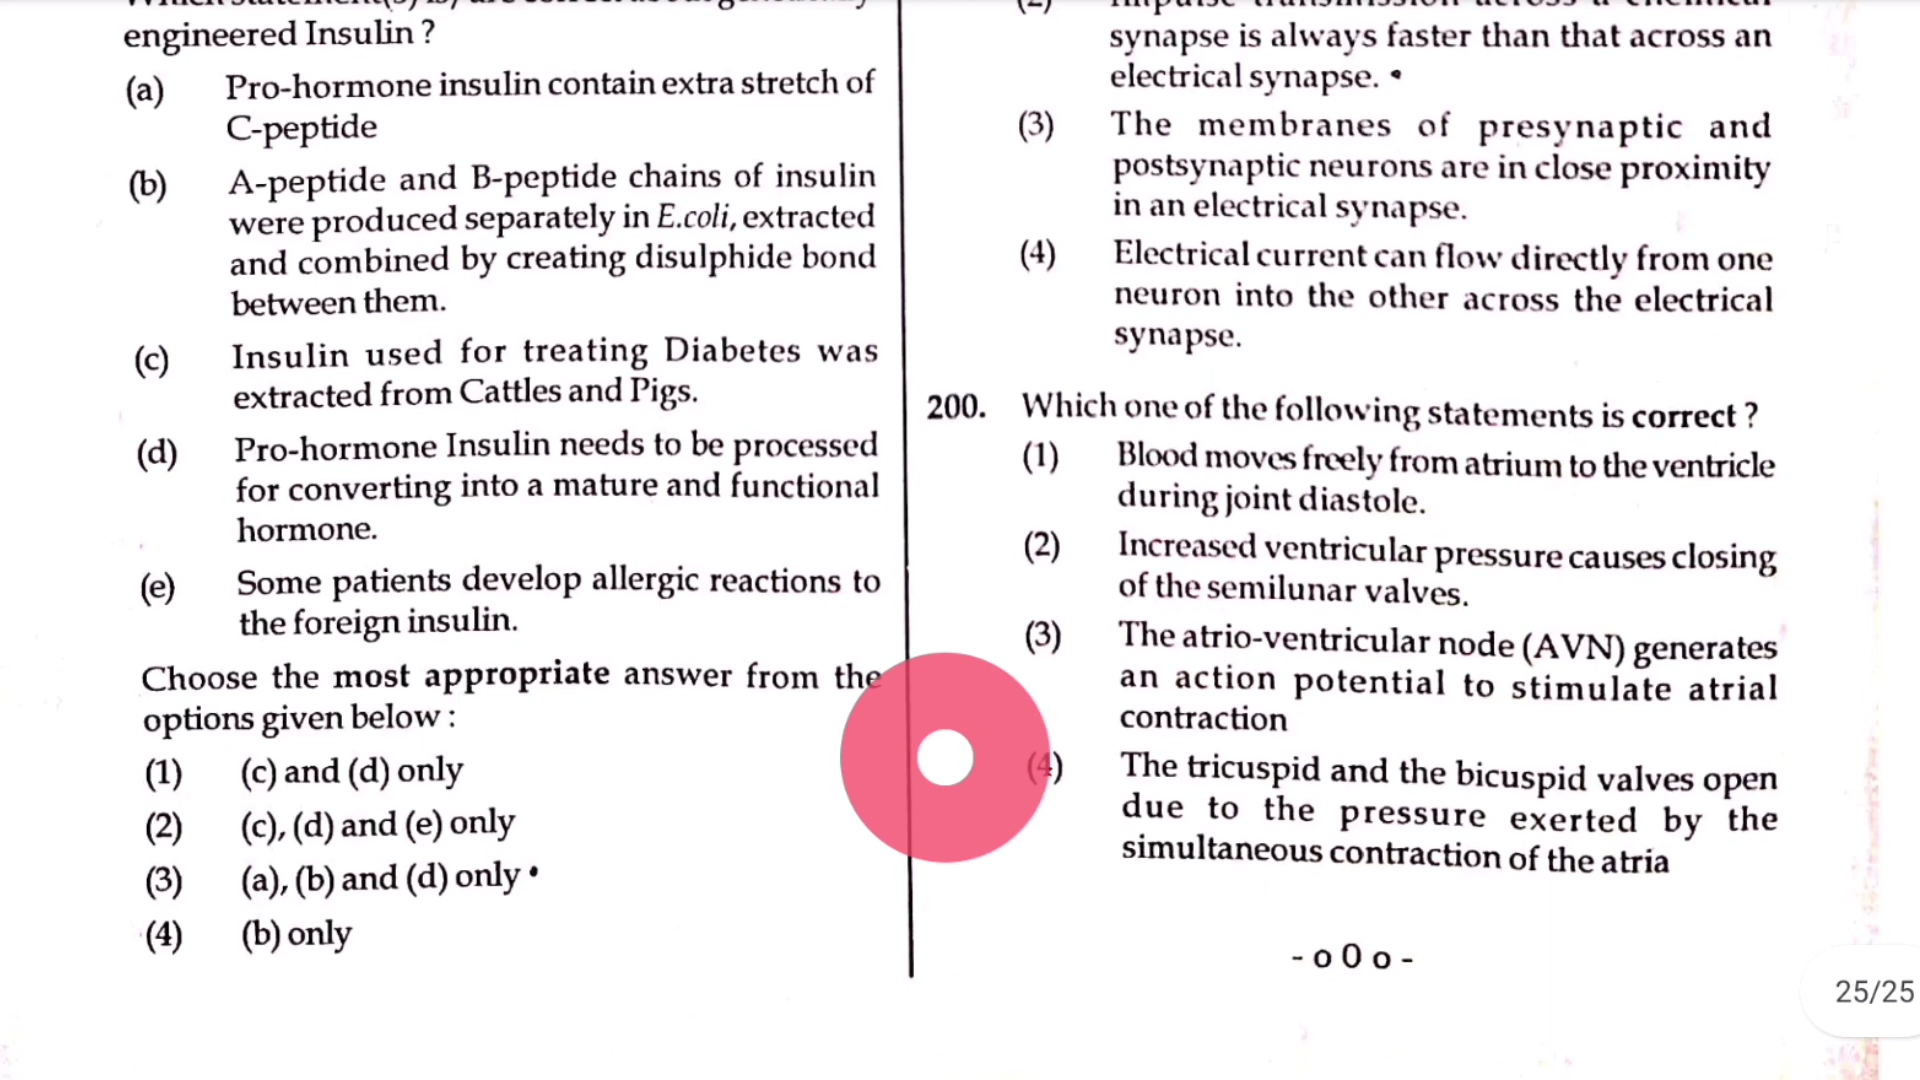 engineered Insulin ?
(a) Pro-hormone insulin contain extra stretch of
C-peptide
(b) A-peptide and B-peptide chains of insulin
were produced separately in E.coli, extracted
and combined by creating disulphide bond
between them.
(c) Insulin used for treating Diabetes was
extracted from Cattles and Pigs.
(d) Pro-hormone Insulin needs to be processed
for converting into a mature and functional
hormone.
(e) Some patients develop allergic reactions to
the foreign insulin.
Choose the most appropriate answer from the
options given below :
(1) (c) and (d) only
(2) (c), (d) and (e) only
(3) (a), (b) and (d) only •
(4) (b) only
synapse is always faster than that across an
electrical synapse. •
(3) The membranes of presynaptic and
postsynaptic neurons are in close proximity
in an electrical synapse.
(4) Electrical current can flow directly from one
neuron into the other across the electrical
synapse.
200. Which one of the following statements is correct ?
(1) Blood moves freely from atrium to the ventricle
during joint diastole.
(2) Increased ventricular pressure causes closing
of the semilunar valves.
(3) The atrio-ventricular node (AVN) generates
an action potential to stimulate atrial
contraction
(4) The tricuspid and the bicuspid valves open
due to the pressure exerted by the
simultaneous contraction of the atria
- o 0 o -
25/25